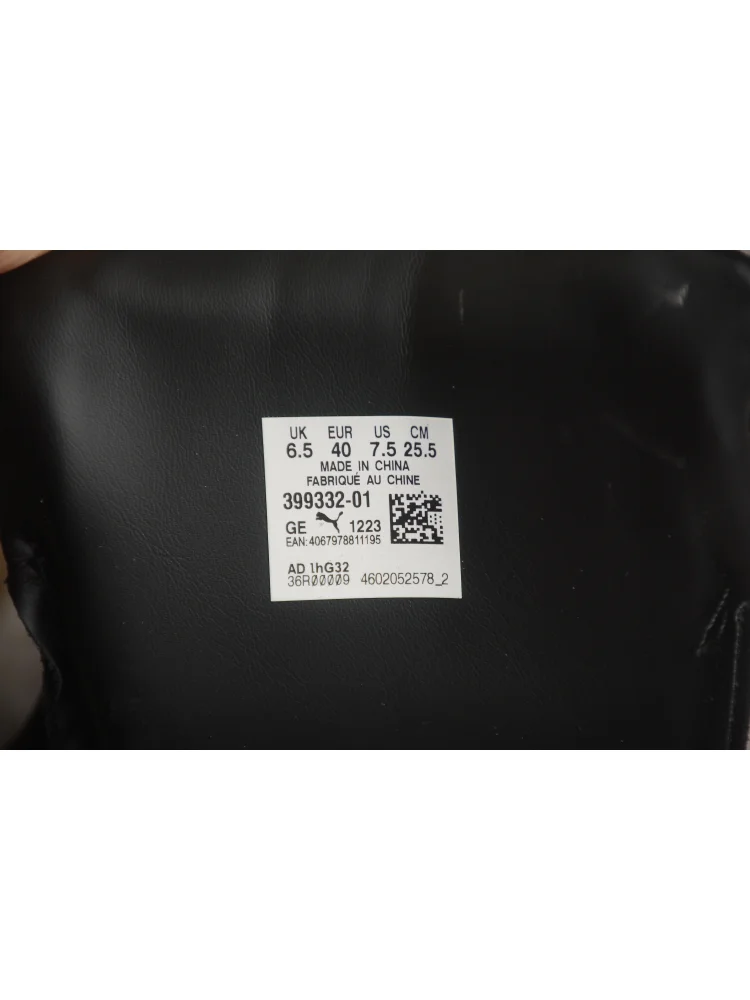 UK EUR US CM
6.5 40 7.5 25.5
MADE IN CHINA
FABRIQUÉ AU CHINE
399332-01
GE 1223
EAN:4067978811195
AD lhG32
36R00009 4602052578_2